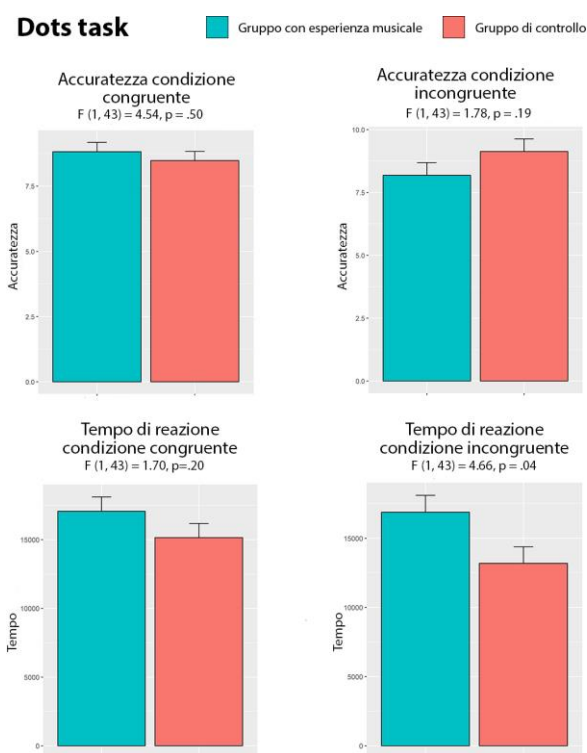 Dots task
Gruppo con esperienza musicale
Gruppo di controllo
Accuratezza condizione
congruente
F (1, 43) = 4.54, p = .50
Accuratezza
7.5
5.0
2.5
0.0
Accuratezza condizione
incongruente
F (1, 43) = 1.78, p = .19
Accuratezza
10.0
7.5
5.0
2.5
0.0
Tempo di reazione
condizione congruente
F (1, 43) = 1.70, p=.20
Tempo
15000
10000
5000
0
Tempo di reazione
condizione incongruente
F (1, 43) = 4.66, p = .04
Tempo
15000
10000
5000
0